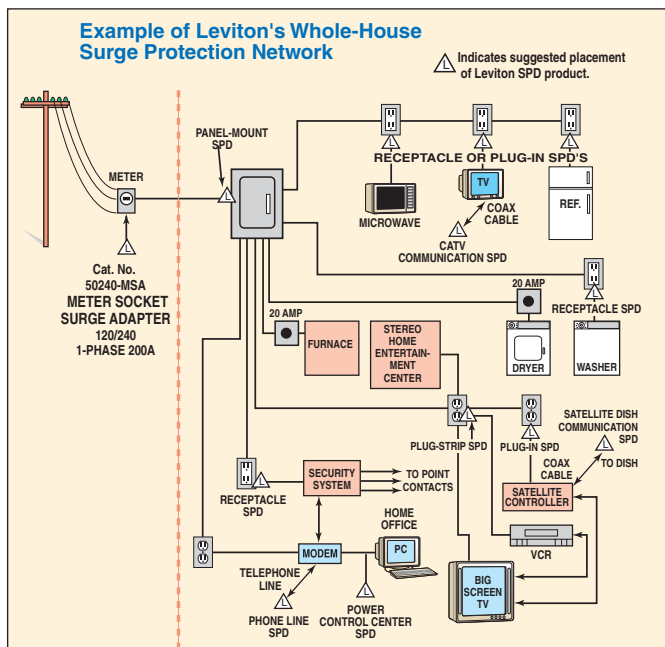 Example of Leviton's Whole-House
Surge Protection Network
L Indicates suggested placement
of Leviton SPD product.
PANEL-MOUNT
SPD
L
METER
L
Cat. No.
50240-MSA
METER SOCKET
SURGE ADAPTER
120/240
1-PHASE 200A
L
L
L
RECEPTACLE OR PLUG-IN SPD'S
MICROWAVE
TV
COAX
CABLE
L
CATV
COMMUNICATION SPD
REF.
20 AMP
L
RECEPTACLE SPD
DRYER
WASHER
20 AMP
FURNACE
STEREO
HOME
ENTERTAIN-
MENT
CENTER
L
PLUG-STRIP SPD
L
PLUG-IN SPD
SATELLITE DISH
COMMUNICATION
SPD
L
TO DISH
COAX
CABLE
SATELLITE
CONTROLLER
L
RECEPTACLE
SPD
SECURITY
SYSTEM
TO POINT
CONTACTS
HOME
OFFICE
MODEM
PC
TELEPHONE
LINE
L
PHONE LINE
SPD
L
POWER
CONTROL CENTER
SPD
VCR
BIG
SCREEN
TV